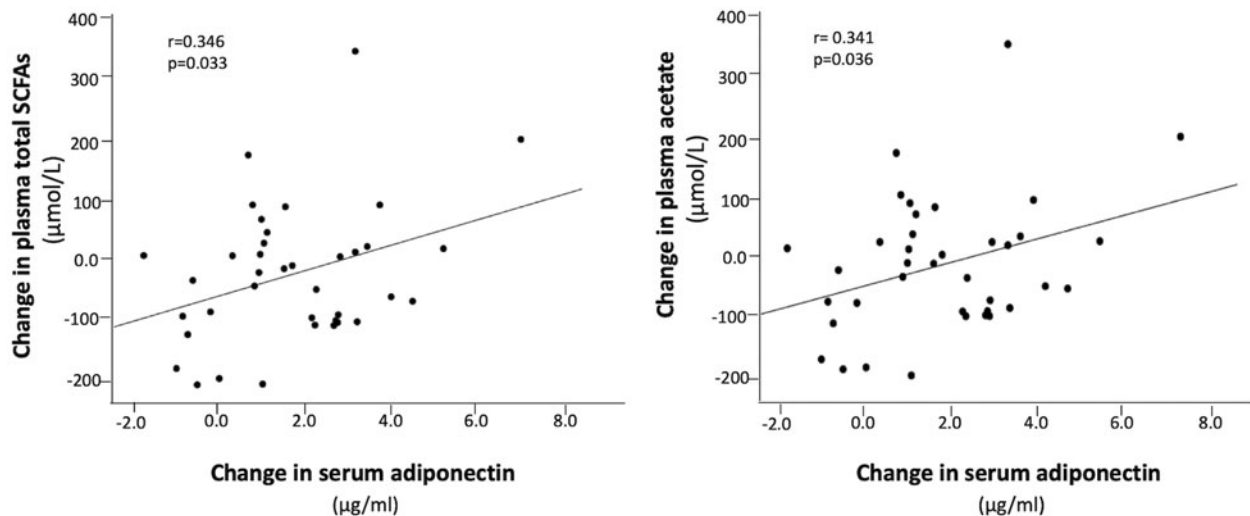 Change in plasma total SCFAs
(µmol/L)
400
300
200
100
0.0
-100
-200
r=0.346
p=0.033
-2.0 0.0 2.0 4.0 6.0 8.0
Change in serum adiponectin
(µg/ml)
Change in plasma acetate
(µmol/L)
400
300
200
100
0.0
-100
-200
r= 0.341
p=0.036
-2.0 0.0 2.0 4.0 6.0 8.0
Change in serum adiponectin
(µg/ml)